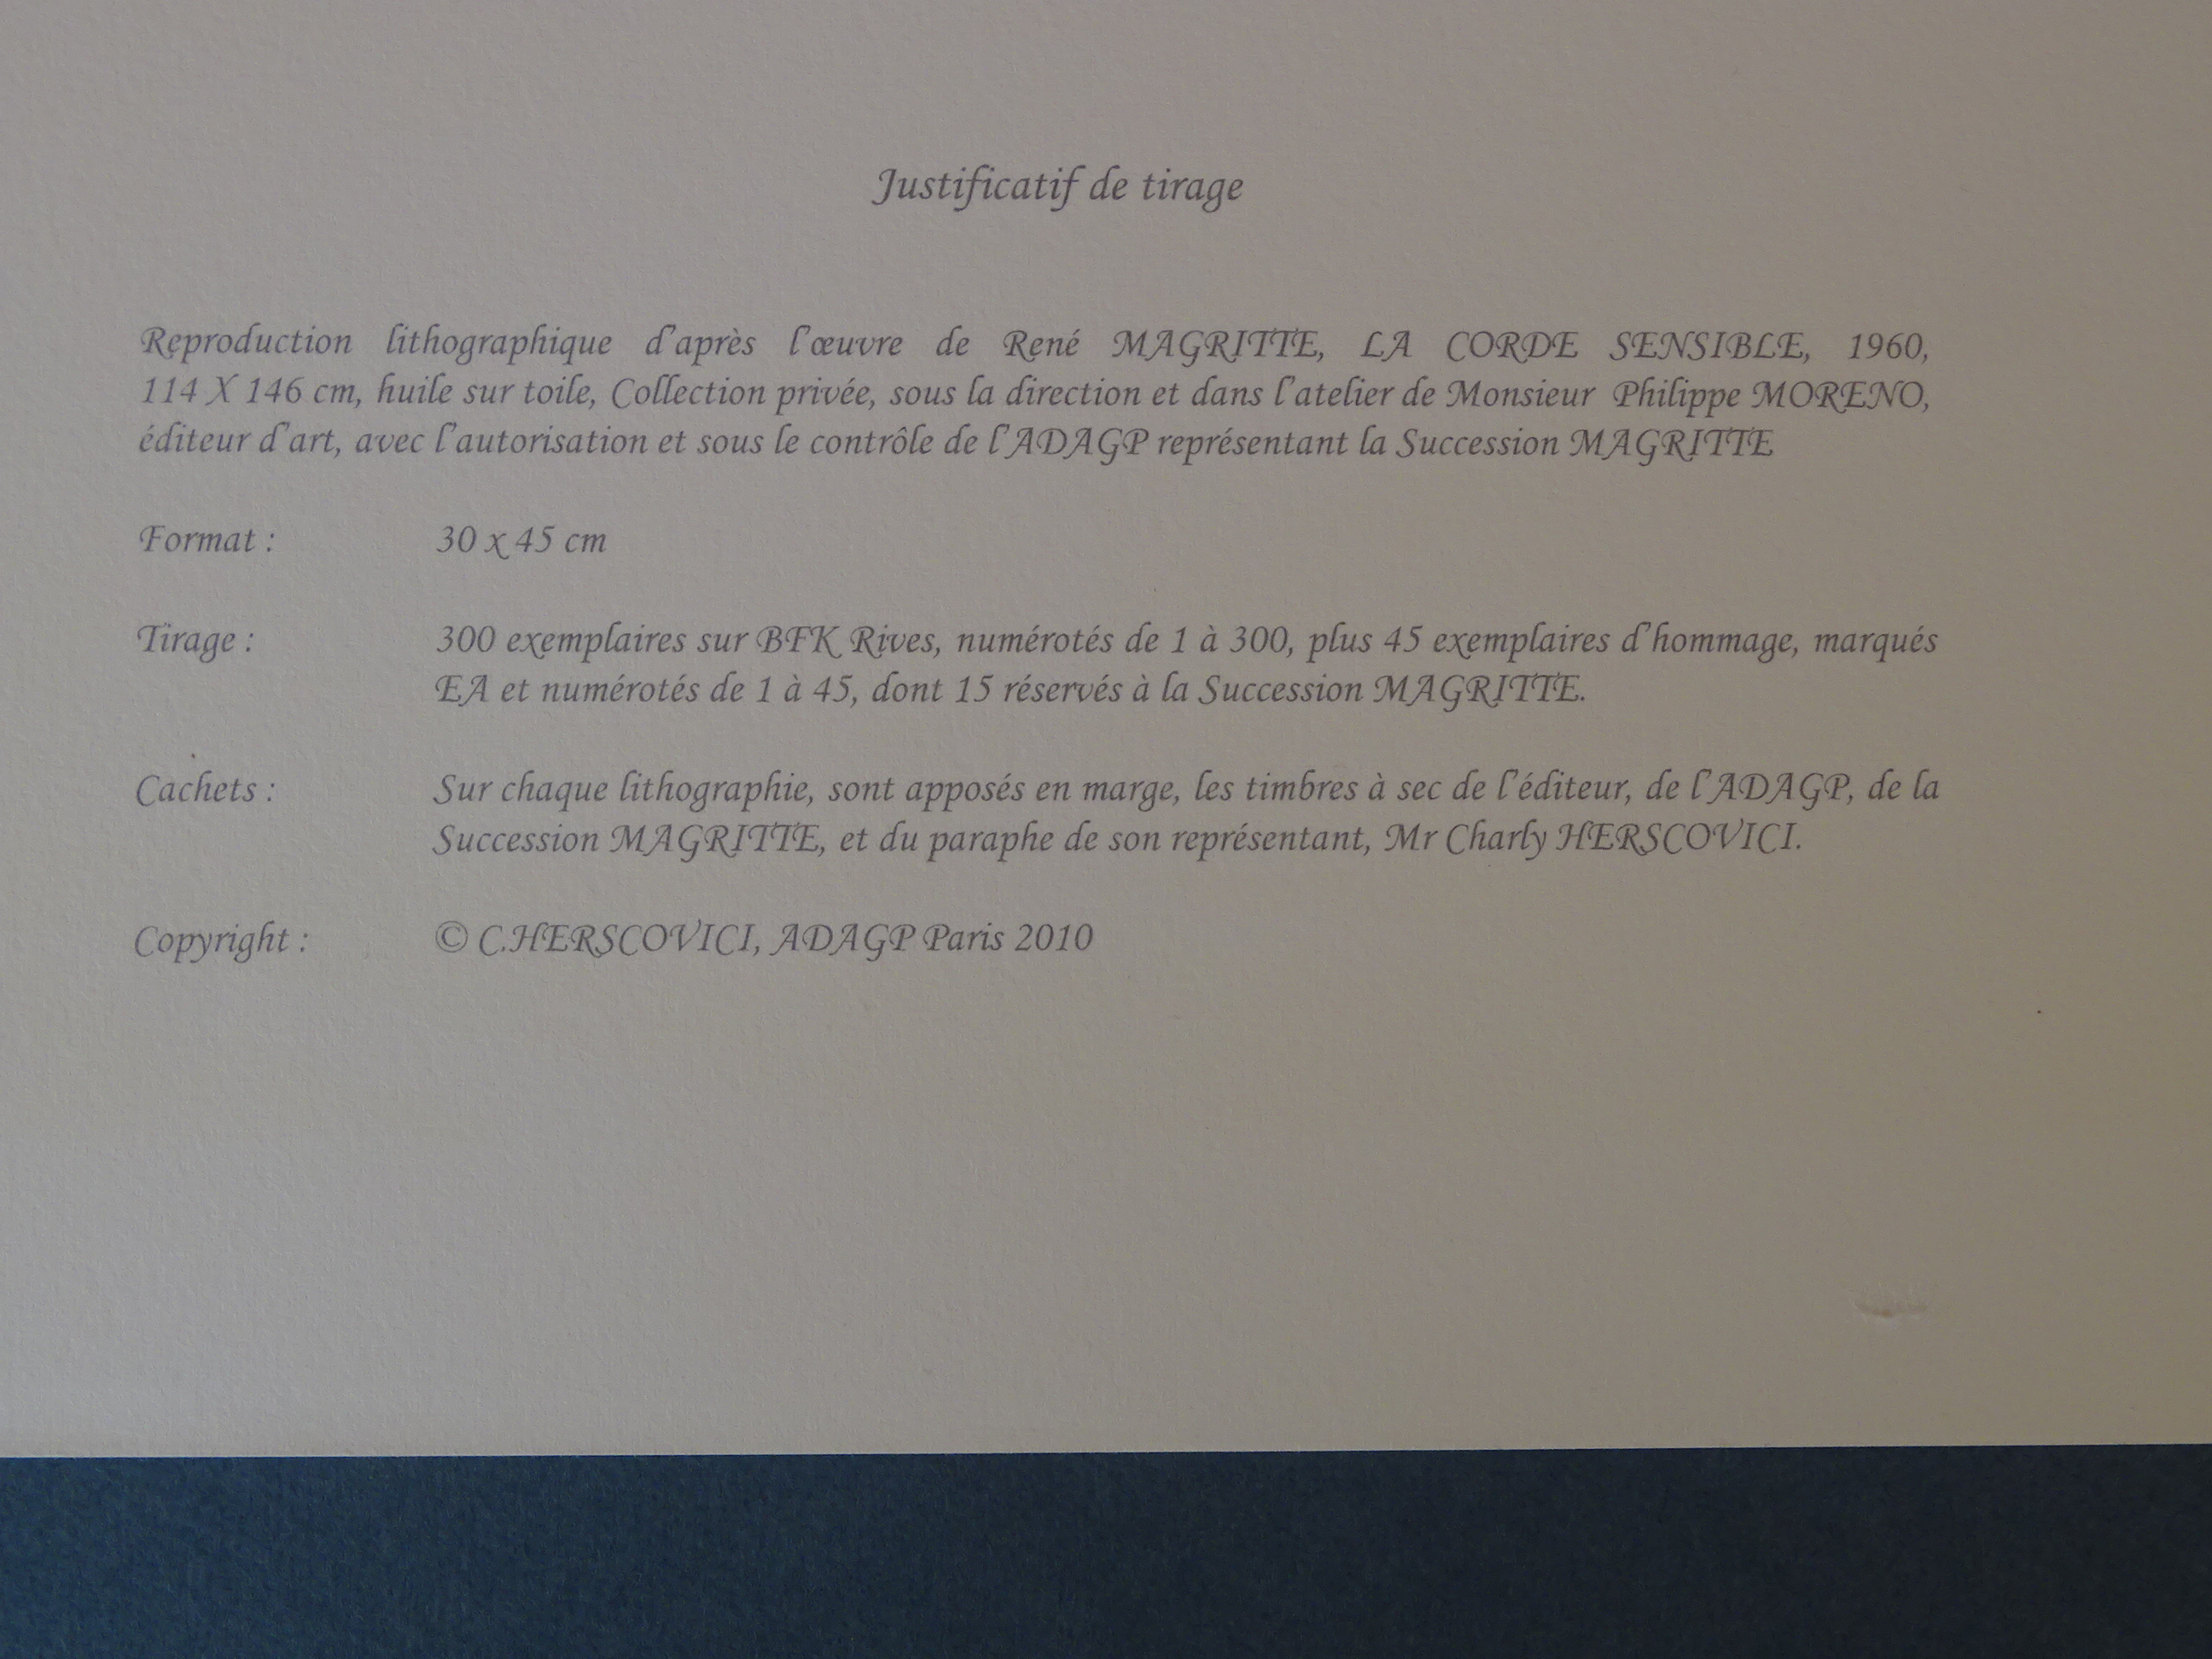 Justificatif de tirage
Reproduction lithographique d'après l'œuvre de René MAGRITTE, LA CORDE SENSIBLE, 1960,
114 X 146 cm, huile sur toile, Collection privée, sous la direction et dans l'atelier de Monsieur Philippe MORENO,
éditeur d'art, avec l'autorisation et sous le contrôle de l'ADAGP représentant la Succession MAGRITTE
Format : 30 x 45 cm
Tirage : 300 exemplaires sur BFK Rives, numérotés de 1 à 300, plus 45 exemplaires d'hommage, marqués
EA et numérotés de 1 à 45, dont 15 réservés à la Succession MAGRITTE.
Cachets : Sur chaque lithographie, sont apposés en marge, les timbres à sec de l'éditeur, de l'ADAGP, de la
Succession MAGRITTE, et du paraphe de son représentant, Mr Charly HERSCOVICI.
Copyright : © C.HERSCOVICI, ADAGP Paris 2010